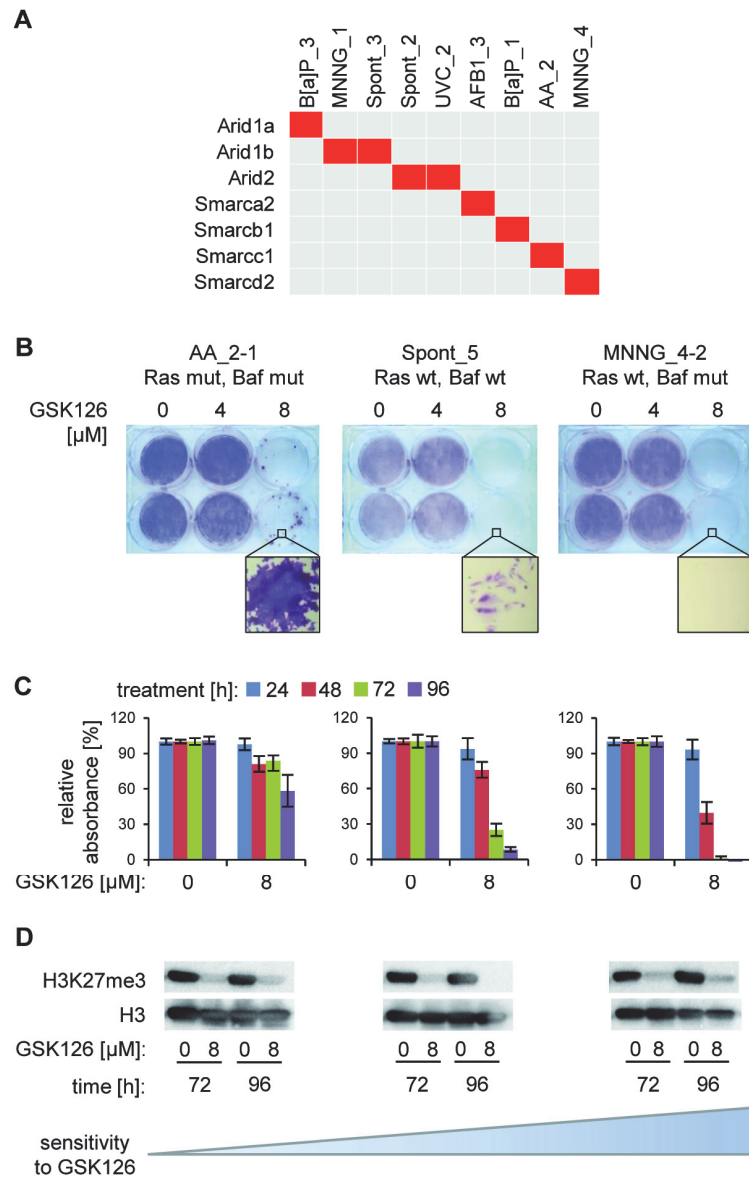 A
B[a]P_3
MNNG_1
Spont_3
Spont_2
UVC_2
AFB1_3
B[a]P_1
AA_2
MNNG_4
Arid1a
Arid1b
Arid2
Smarca2
Smarcb1
Smarcc1
Smarcd2
B
AA_2-1
Ras mut, Baf mut
Spont_5
Ras wt, Baf wt
MNNG_4-2
Ras wt, Baf mut
GSK126
[µM]
0 4 8
0 4 8
0 4 8
C
treatment [h]: 24 48 72 96
relative
absorbance [%]
120
90
60
30
0
120
90
60
30
0
120
90
60
30
0
GSK126 [µM]: 0 8 0 8 0 8
D
H3K27me3
H3
GSK126 [µM]: 0 8 0 8 0 8 0 8 0 8 0 8
time [h]: 72 96 72 96 72 96
sensitivity
to GSK126